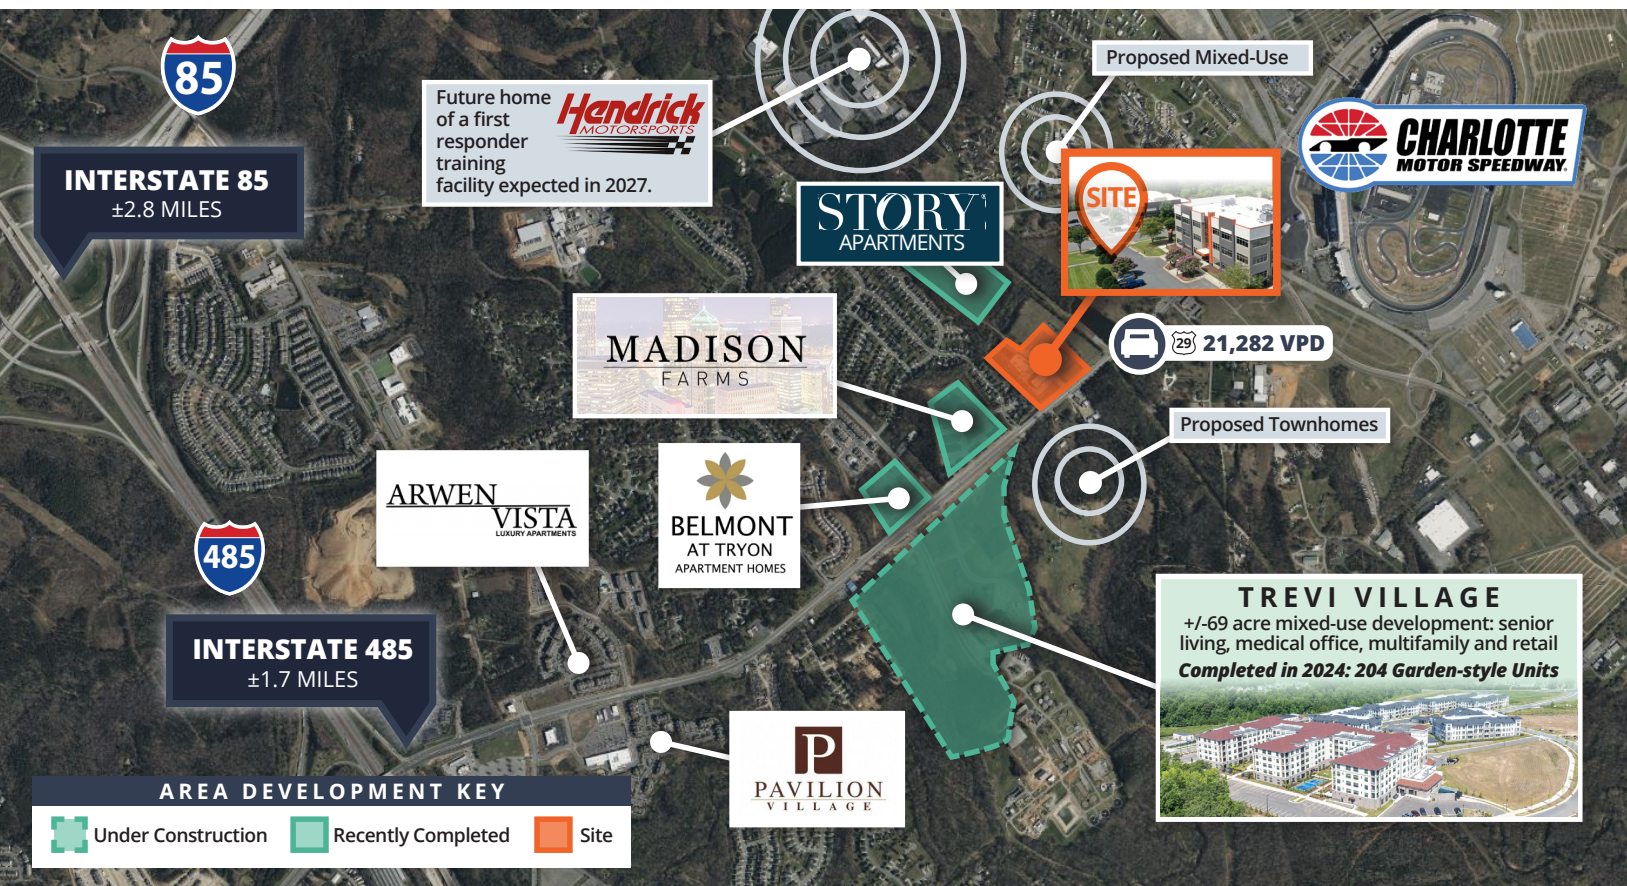 85
INTERSTATE 85
±2.8 MILES
Future home
of a first
responder
training
facility expected in 2027.
Hendrick
MOTORSPORTS
Proposed Mixed-Use
CHARLOTTE
MOTOR SPEEDWAY
STORY
APARTMENTS
SITE
MADISON
FARMS
29 21,282 VPD
Proposed Townhomes
ARWEN
VISTA
LUXURY APARTMENTS
BELMONT
AT TRYON
APARTMENT HOMES
485
INTERSTATE 485
±1.7 MILES
TREVI VILLAGE
+/-69 acre mixed-use development: senior
living, medical office, multifamily and retail
Completed in 2024: 204 Garden-style Units
P
PAVILION
VILLAGE
AREA DEVELOPMENT KEY
Under Construction
Recently Completed
Site